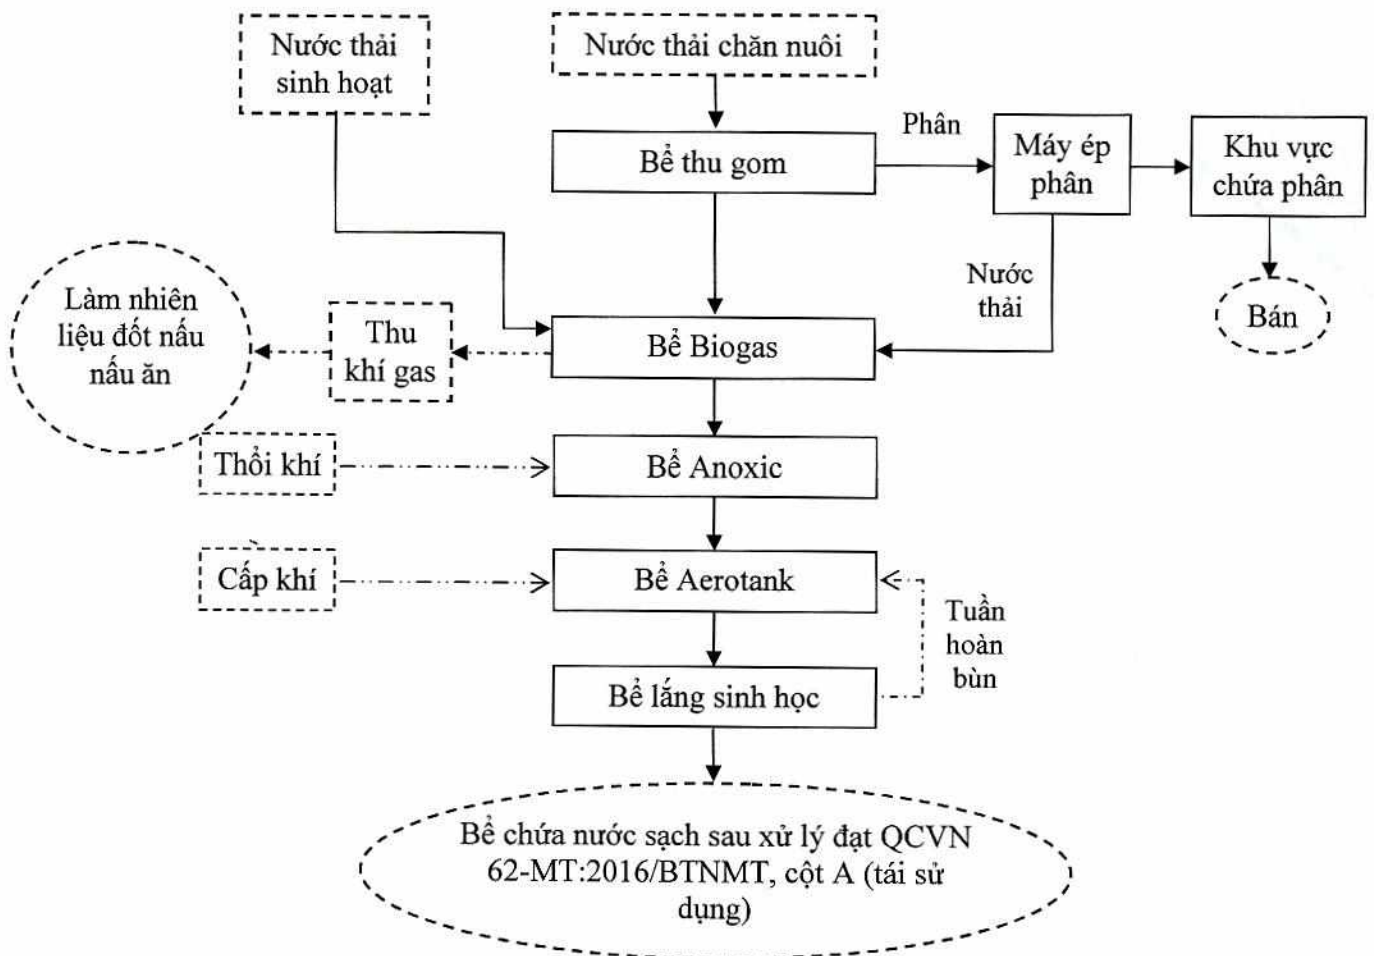 Nước thải
sinh hoạt
Nước thải chăn nuôi
Bể thu gom
Phân
Máy ép
phân
Khu vực
chứa phân
Nước
thải
Bán
Làm nhiên
liệu đốt nấu
nấu ăn
Thu
khí gas
Bể Biogas
Thổi khí
Bể Anoxic
Cấp khí
Bể Aerotank
Tuần
hoàn
bùn
Bể lắng sinh học
Bể chứa nước sạch sau xử lý đạt QCVN
62-MT:2016/BTNMT, cột A (tái sử
dụng)